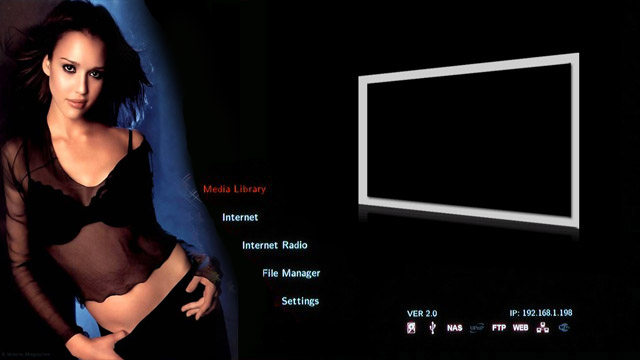 Media Library
Internet
Internet Radio
File Manager
Settings
VER 2.0 IP: 192.168.1.198
NAS UPnP FTP WEB